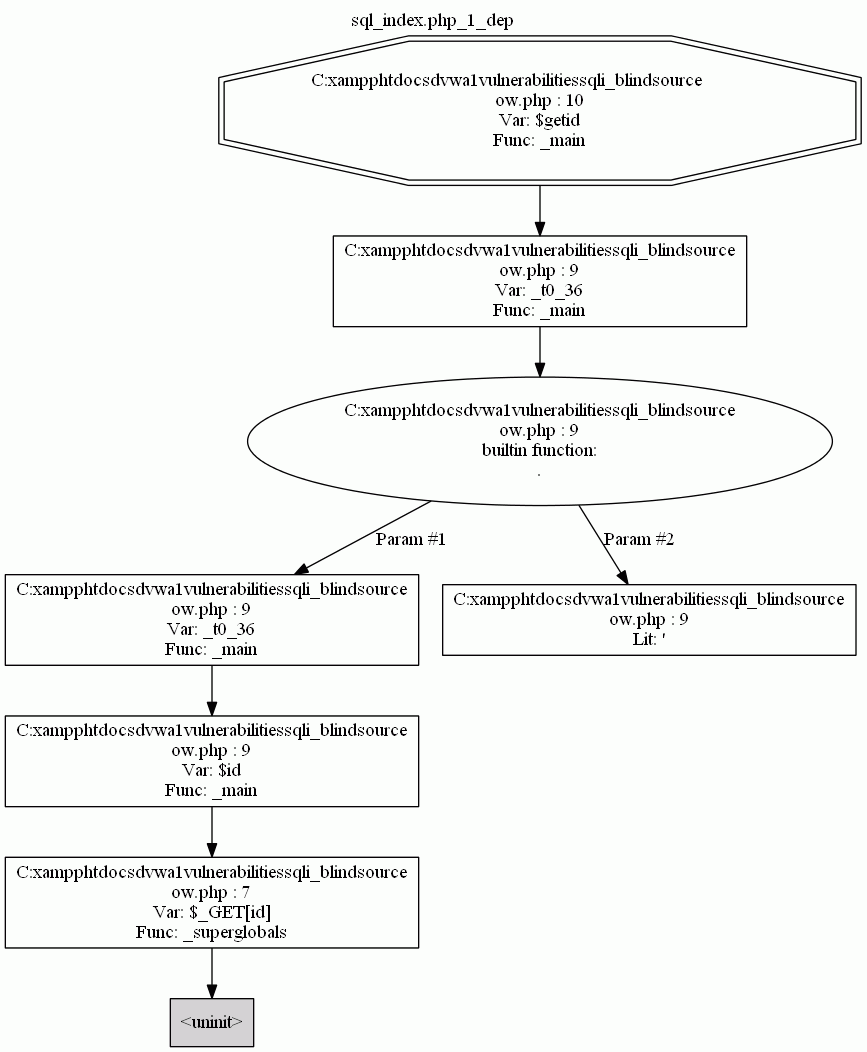 sql_index.php_1_dep
C:xampphtdocsdvwa1vulnerabilitiessqli_blindsource
ow.php : 10
Var: $getid
Func: _main
C:xampphtdocsdvwa1vulnerabilitiessqli_blindsource
ow.php : 9
Var: _t0_36
Func: _main
C:xampphtdocsdvwa1vulnerabilitiessqli_blindsource
ow.php : 9
builtin function:
.
Param #1
Param #2
C:xampphtdocsdvwa1vulnerabilitiessqli_blindsource
ow.php : 9
Var: _t0_36
Func: _main
C:xampphtdocsdvwa1vulnerabilitiessqli_blindsource
ow.php : 9
Lit: '
C:xampphtdocsdvwa1vulnerabilitiessqli_blindsource
ow.php : 9
Var: $id
Func: _main
C:xampphtdocsdvwa1vulnerabilitiessqli_blindsource
ow.php : 7
Var: $_GET[id]
Func: _superglobals
<uninit>